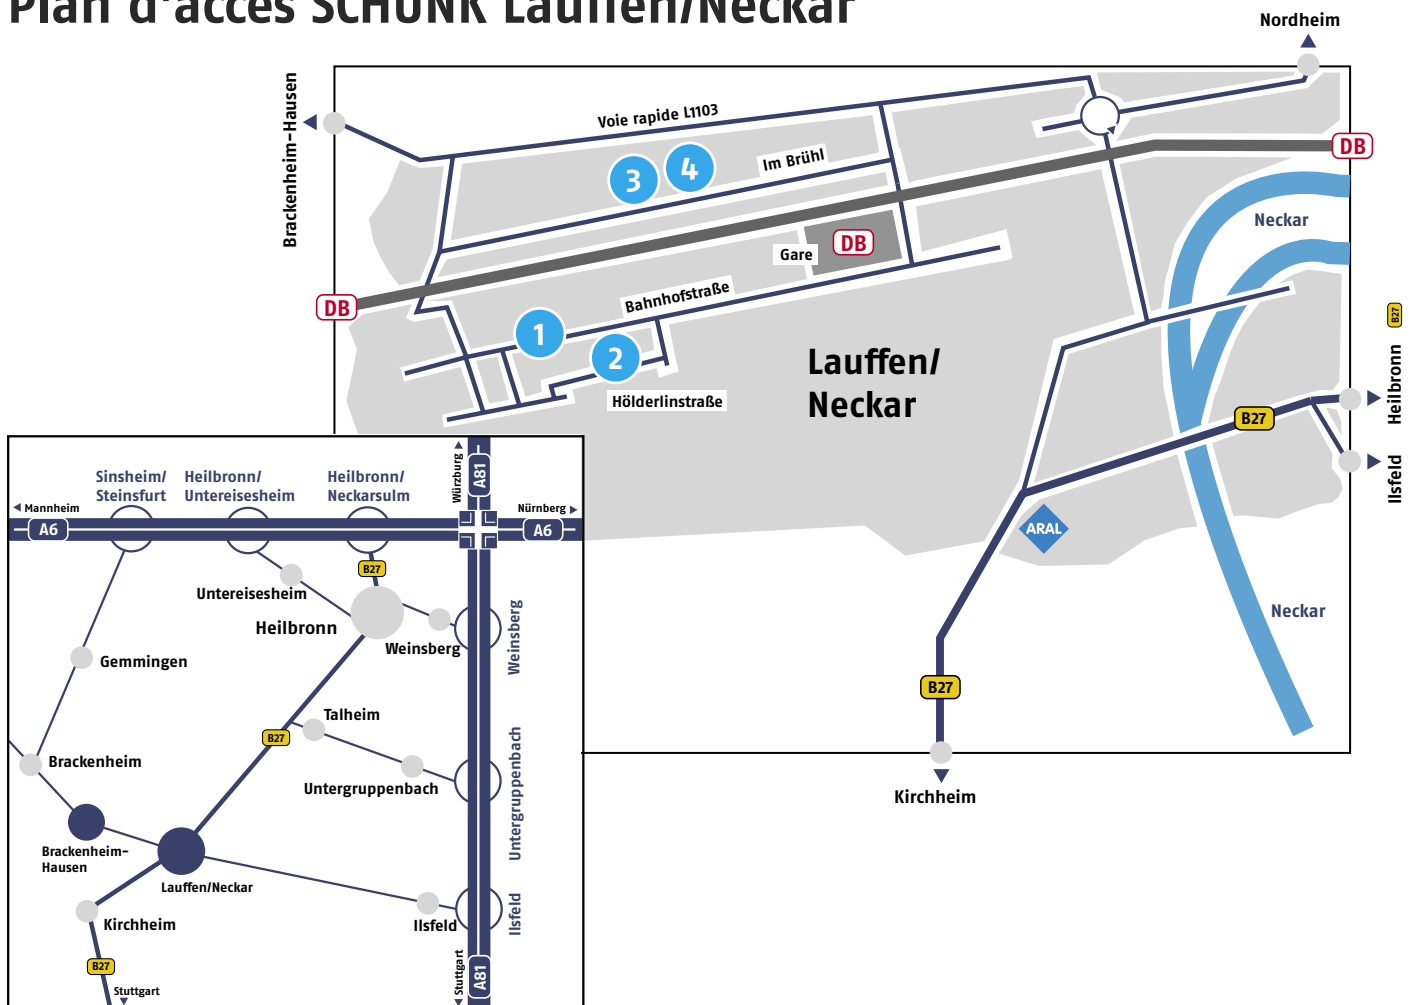 Plan d'accès SCHUNK Lauffen/Neckar
Nordheim
Brackenheim-Hausen
Voie rapide L1103
Im Brühl
3
4
DB
Neckar
Gare
DB
DB
Bahnhofstraße
1
2
Hölderlinstraße
Lauffen/
Neckar
B27
Heilbronn
B27
Ilsfeld
ARAL
Neckar
B27
Kirchheim
Sinsheim/
Steinsfurt
Heilbronn/
Untereisesheim
Heilbronn/
Neckarsulm
Würzburg
A81
Mannheim
Nürnberg
A6
A6
B27
Untereisesheim
Heilbronn
Weinsberg
Weinsberg
Gemmingen
Talheim
B27
Brackenheim
Untergruppenbach
Untergruppenbach
Brackenheim-
Hausen
Lauffen/Neckar
Kirchheim
Ilsfeld
Ilsfeld
B27
Stuttgart
Stuttgart
A81